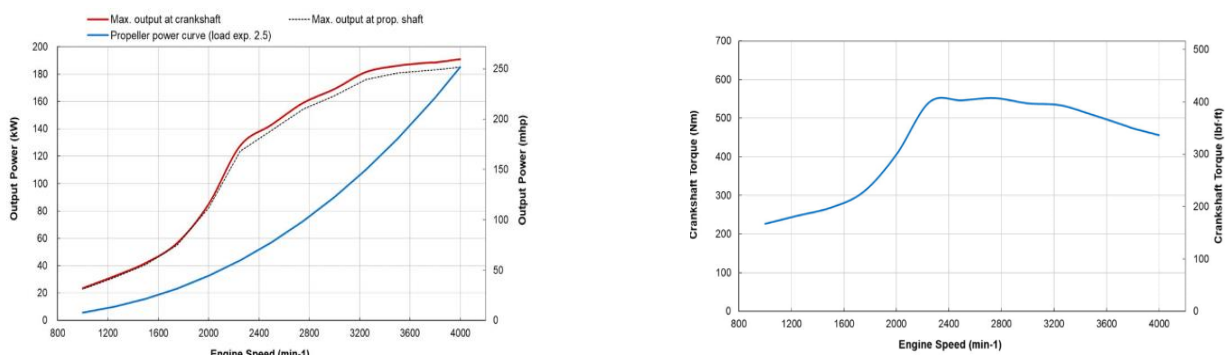 Max. output at crankshaft
Max. output at prop. shaft
Propeller power curve (load exp. 2.5)
Output Power (kW)
200
180
160
140
120
100
80
60
40
20
0
250
200
150
100
50
0
Output Power (mhp)
800 1200 1600 2000 2400 2800 3200 3600 4000
Engine Speed (min-1)
Crankshaft Torque (Nm)
700
600
500
400
300
200
100
0
500
400
300
200
100
0
Crankshaft Torque (lbf-ft)
800 1200 1600 2000 2400 2800 3200 3600 4000
Engine Speed (min-1)